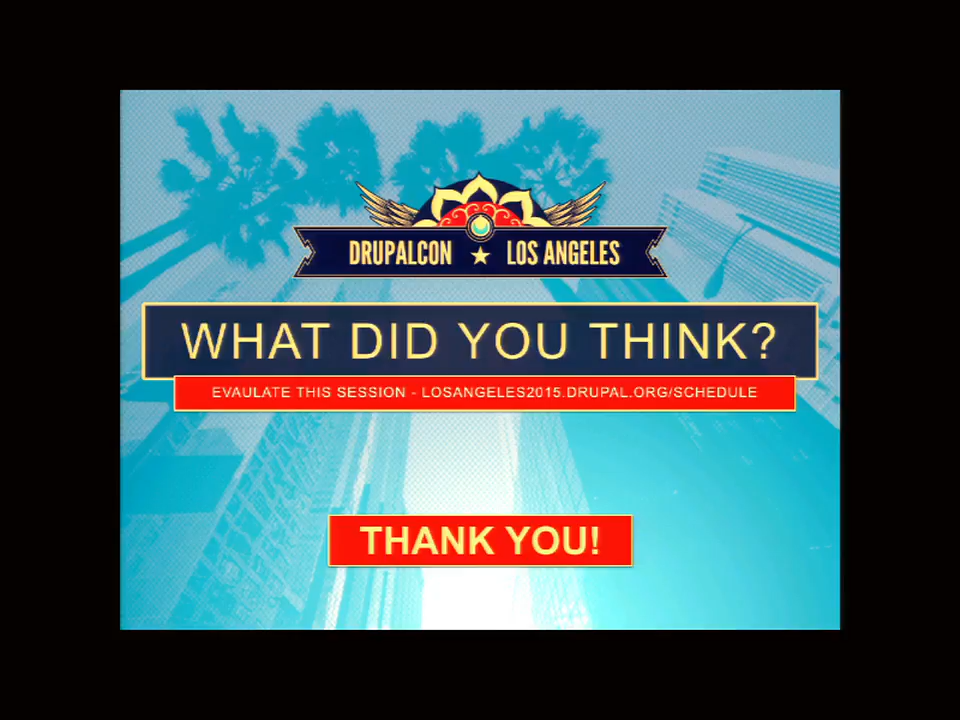 DRUPALCON ★ LOS ANGELES
WHAT DID YOU THINK?
EVAULATE THIS SESSION - LOSANGELES2015.DRUPAL.ORG/SCHEDULE
THANK YOU!